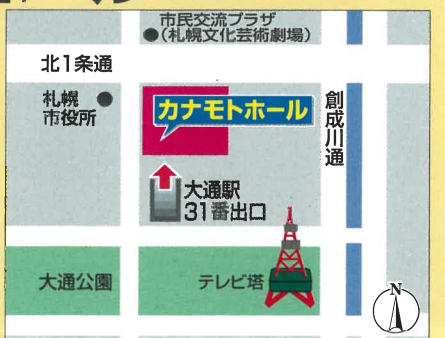 市民交流プラザ
(札幌文化芸術劇場)
北1条通
札幌
市役所
カナモトホール
創成川通
大通駅
31番出口
大通公園
テレビ塔
N